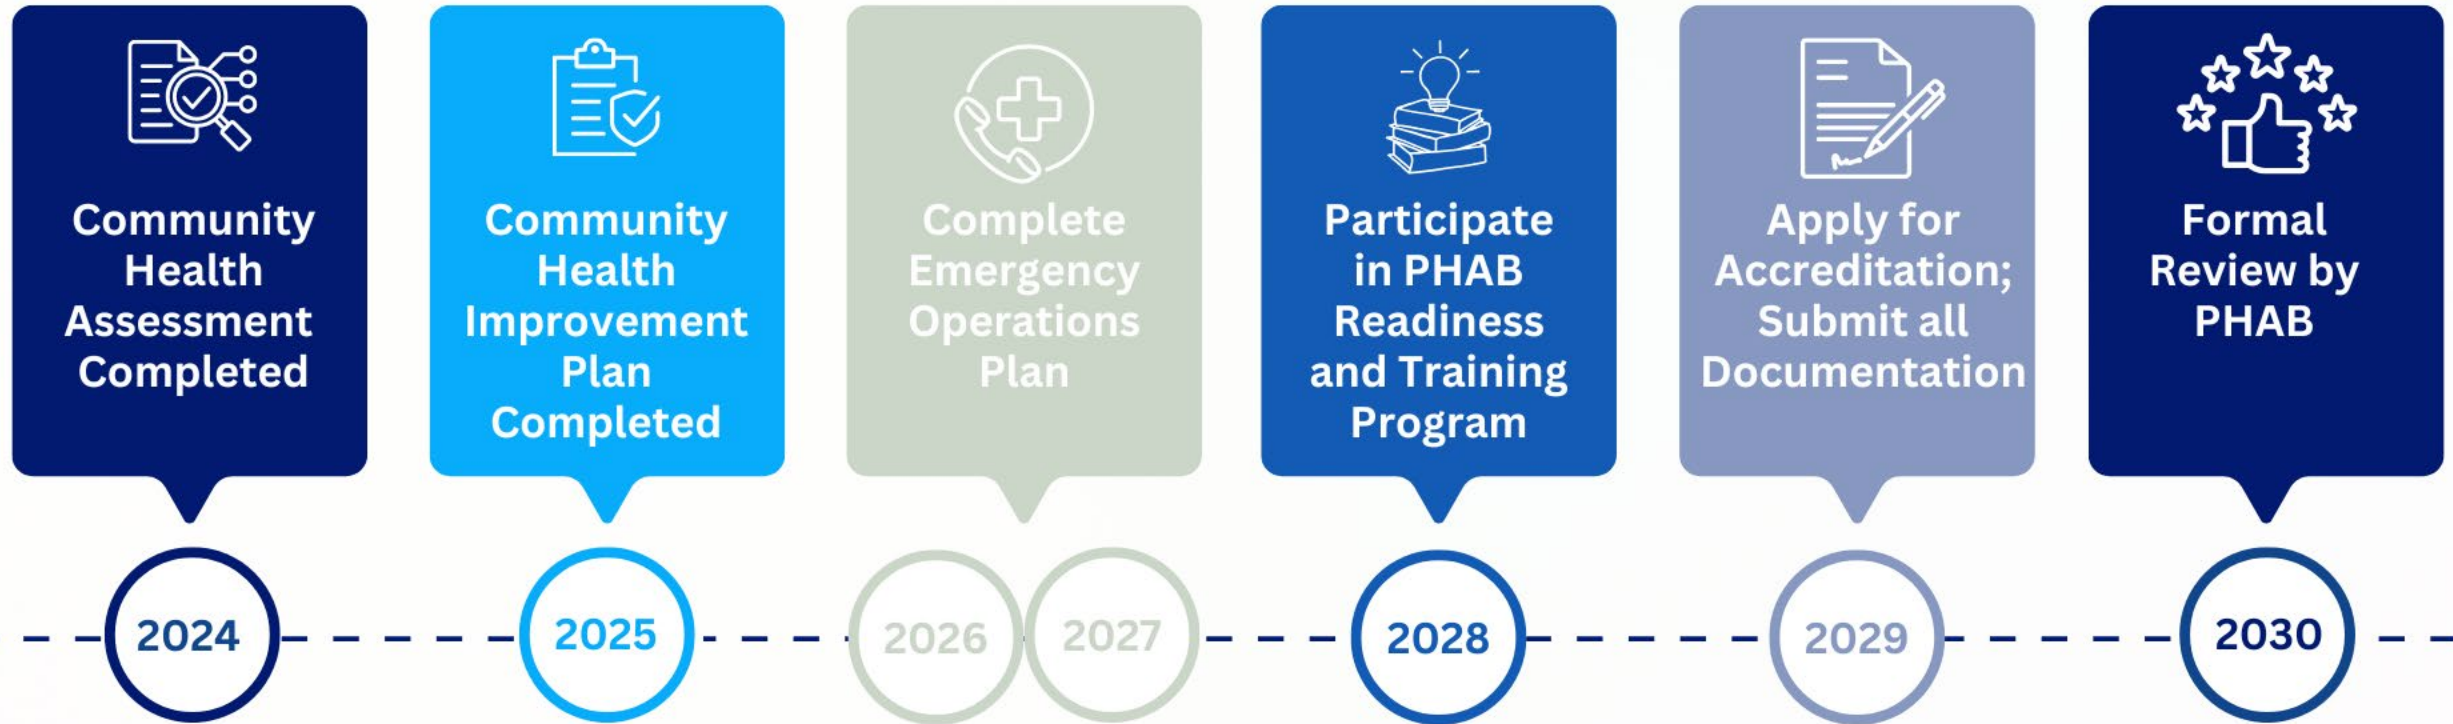 Community
Health
Assessment
Completed
Community
Health
Improvement
Plan
Completed
Complete
Emergency
Operations
Plan
Participate
in PHAB
Readiness
and Training
Program
Apply for
Accreditation;
Submit all
Documentation
Formal
Review by
PHAB
2024
2025
2026
2027
2028
2029
2030